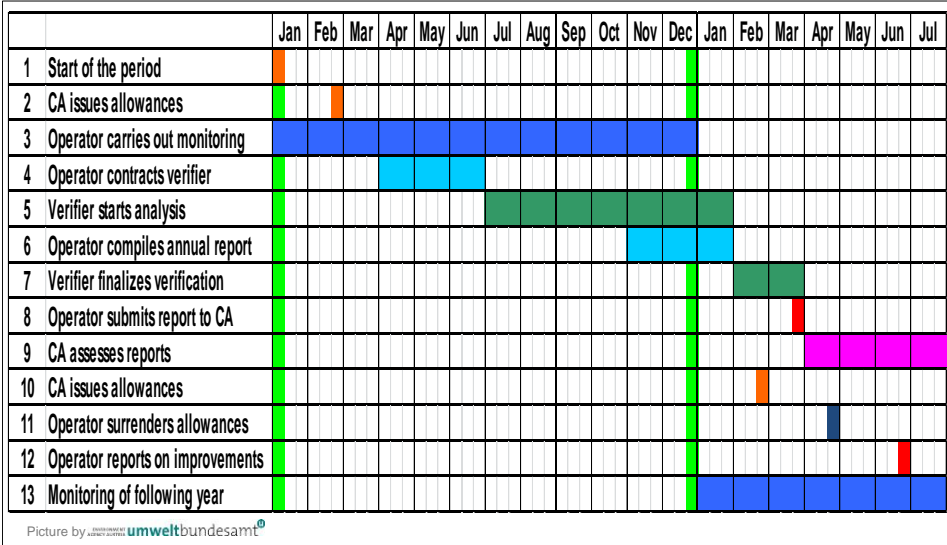 Jan Feb Mar Apr May Jun Jul Aug Sep Oct Nov Dec Jan Feb Mar Apr May Jun Jul
1 Start of the period
2 CA issues allowances
3 Operator carries out monitoring
4 Operator contracts verifier
5 Verifier starts analysis
6 Operator compiles annual report
7 Verifier finalizes verification
8 Operator submits report to CA
9 CA assesses reports
10 CA issues allowances
11 Operator surrenders allowances
12 Operator reports on improvements
13 Monitoring of following year
Picture by ENVIRONMENT AGENCY AUSTRIA umweltbundesamt U